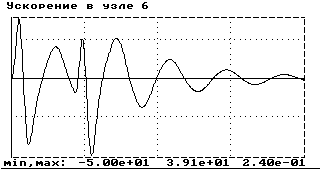 Ускорение в узле 6
min,max: -5.00e+01 3.91e+01 2.40e-01